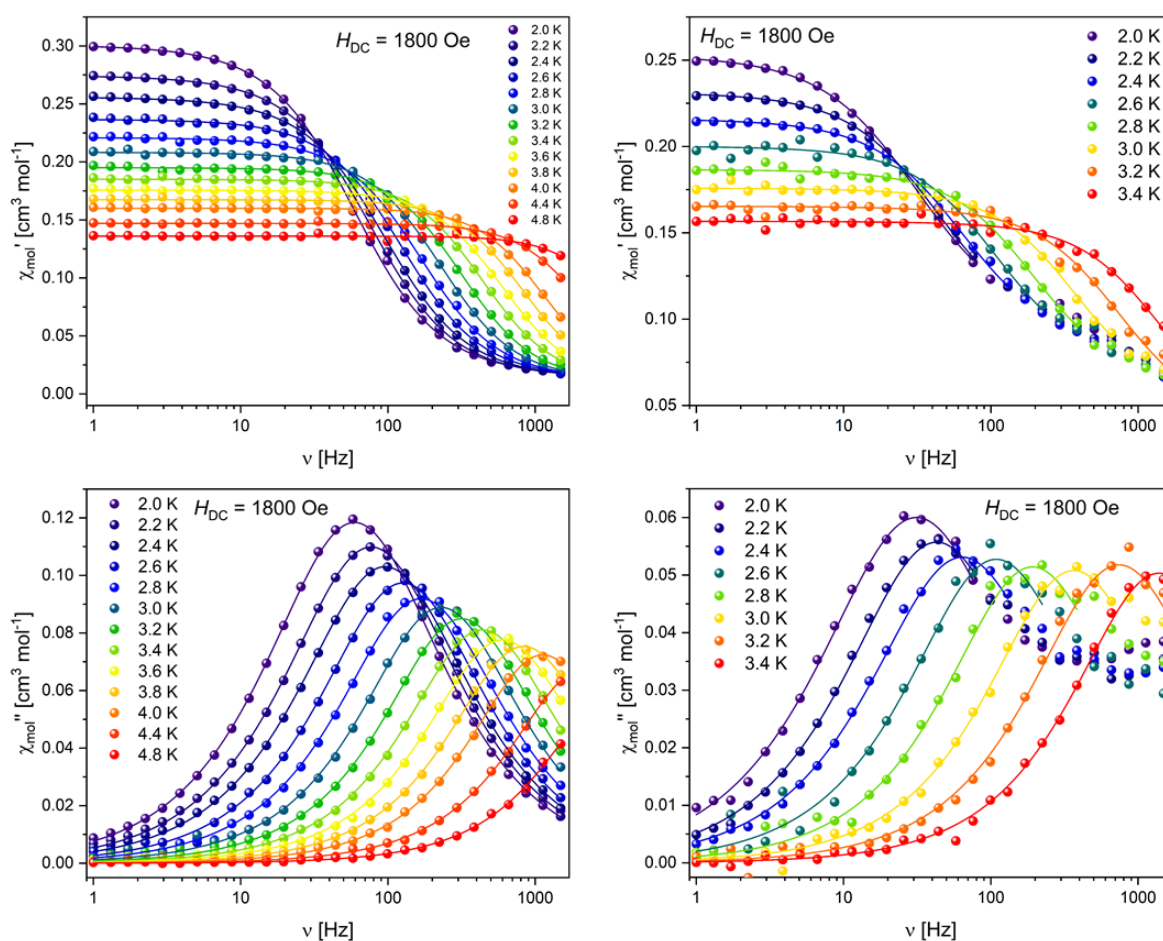 H_DC = 1800 Oe
2.0 K
2.2 K
2.4 K
2.6 K
2.8 K
3.0 K
3.2 K
3.4 K
3.6 K
3.8 K
4.0 K
4.4 K
4.8 K
0.30
0.25
0.20
0.15
0.10
0.05
0.00
χmol' [cm³ mol⁻¹]
1 10 100 1000
ν [Hz]
H_DC = 1800 Oe
2.0 K
2.2 K
2.4 K
2.6 K
2.8 K
3.0 K
3.2 K
3.4 K
0.25
0.20
0.15
0.10
0.05
χmol' [cm³ mol⁻¹]
1 10 100 1000
ν [Hz]
H_DC = 1800 Oe
2.0 K
2.2 K
2.4 K
2.6 K
2.8 K
3.0 K
3.2 K
3.4 K
3.6 K
3.8 K
4.0 K
4.4 K
4.8 K
0.12
0.10
0.08
0.06
0.04
0.02
0.00
χmol'' [cm³ mol⁻¹]
1 10 100 1000
ν [Hz]
H_DC = 1800 Oe
2.0 K
2.2 K
2.4 K
2.6 K
2.8 K
3.0 K
3.2 K
3.4 K
0.06
0.05
0.04
0.03
0.02
0.01
0.00
χmol'' [cm³ mol⁻¹]
1 10 100 1000
ν [Hz]